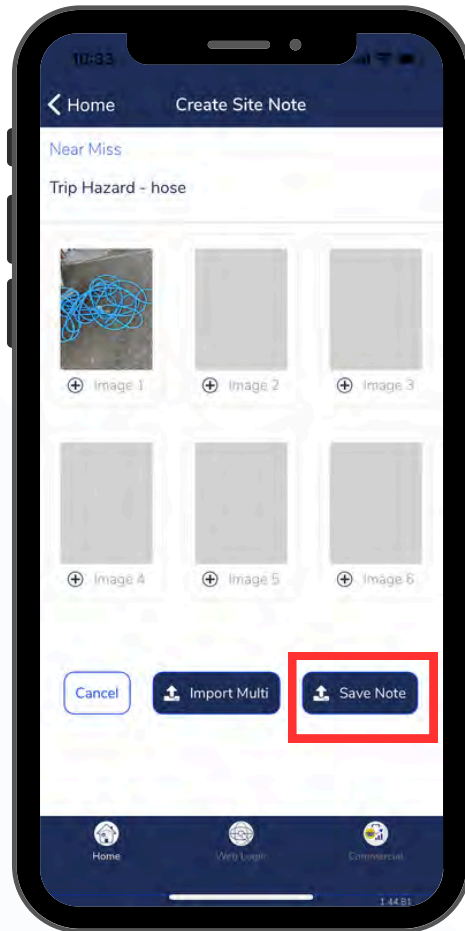 10:33
Home
Create Site Note
Near Miss
Trip Hazard - hose
Image 1
Image 2
Image 3
Image 4
Image 5
Image 6
Cancel
Import Multi
Save Note
Home
Web Login
Commercial
1.44.81